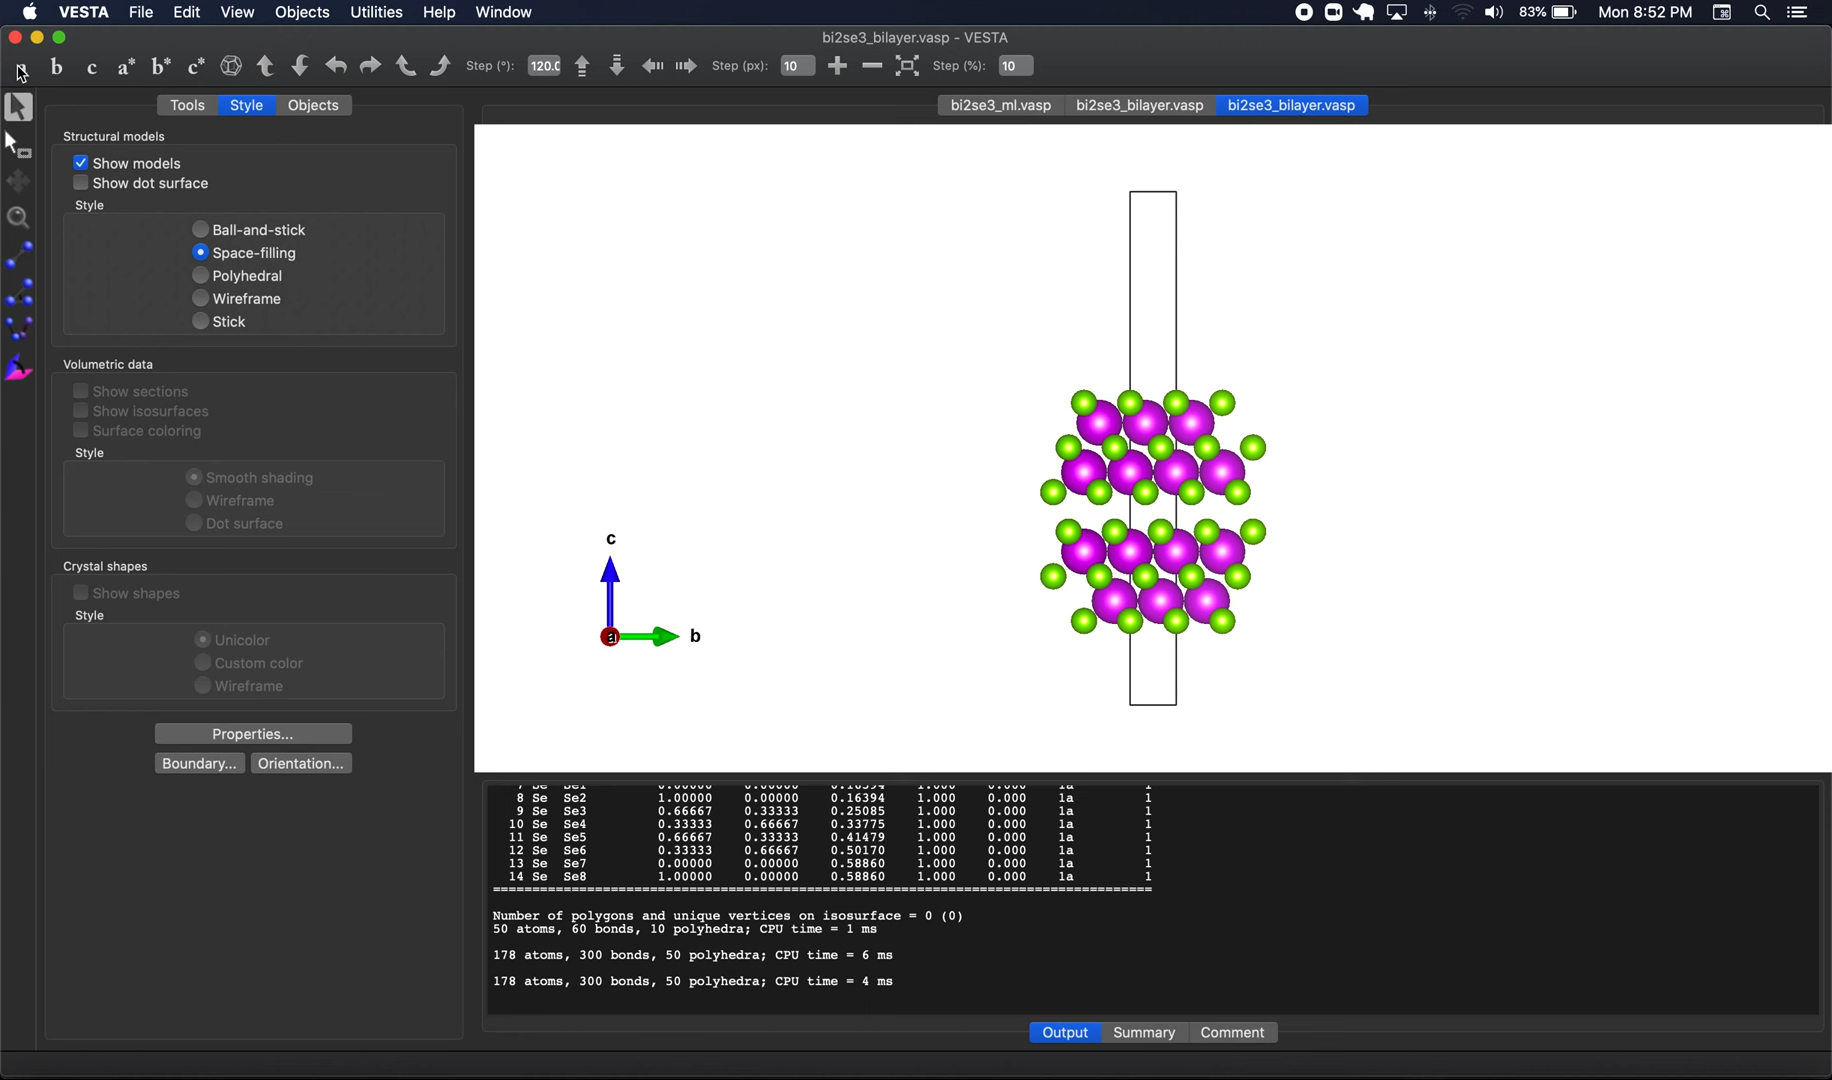 VESTA File Edit View Objects Utilities Help Window 83% Mon 8:52 PM
bi2se3_bilayer.vasp - VESTA
b c a* b* c* Step (°): 120.0 Step (px): 10 Step (%): 10
Tools Style Objects
bi2se3_ml.vasp bi2se3_bilayer.vasp bi2se3_bilayer.vasp
Structural models
Show models
Show dot surface
Style
Ball-and-stick
Space-filling
Polyhedral
Wireframe
Stick
Volumetric data
Show sections
Show isosurfaces
Surface coloring
Style
Smooth shading
Wireframe
Dot surface
Crystal shapes
Show shapes
Style
Unicolor
Custom color
Wireframe
Properties...
Boundary... Orientation...
c
a b
8 Se Se2 1.00000 0.00000 0.16394 1.000 0.000 1a 1
9 Se Se3 0.66667 0.33333 0.25085 1.000 0.000 1a 1
10 Se Se4 0.33333 0.66667 0.33775 1.000 0.000 1a 1
11 Se Se5 0.66667 0.33333 0.41479 1.000 0.000 1a 1
12 Se Se6 0.33333 0.66667 0.50170 1.000 0.000 1a 1
13 Se Se7 0.00000 0.00000 0.58860 1.000 0.000 1a 1
14 Se Se8 1.00000 0.00000 0.58860 1.000 0.000 1a 1
Number of polygons and unique vertices on isosurface = 0 (0)
50 atoms, 60 bonds, 10 polyhedra; CPU time = 1 ms
178 atoms, 300 bonds, 50 polyhedra; CPU time = 6 ms
178 atoms, 300 bonds, 50 polyhedra; CPU time = 4 ms
Output Summary Comment